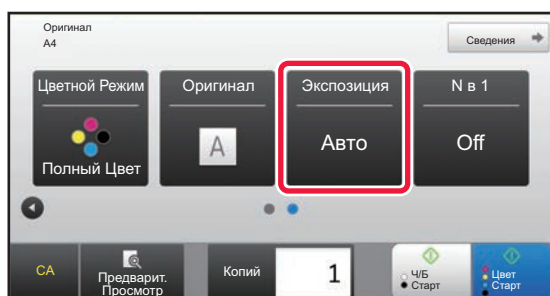 Оригинал
A4
Сведения
Цветной Режим
Оригинал
Экспозиция
N в 1
A
Полный Цвет
Авто
Off
CA
Предварит.
Просмотр
Копий
1
Ч/Б
Старт
Цвет
Старт